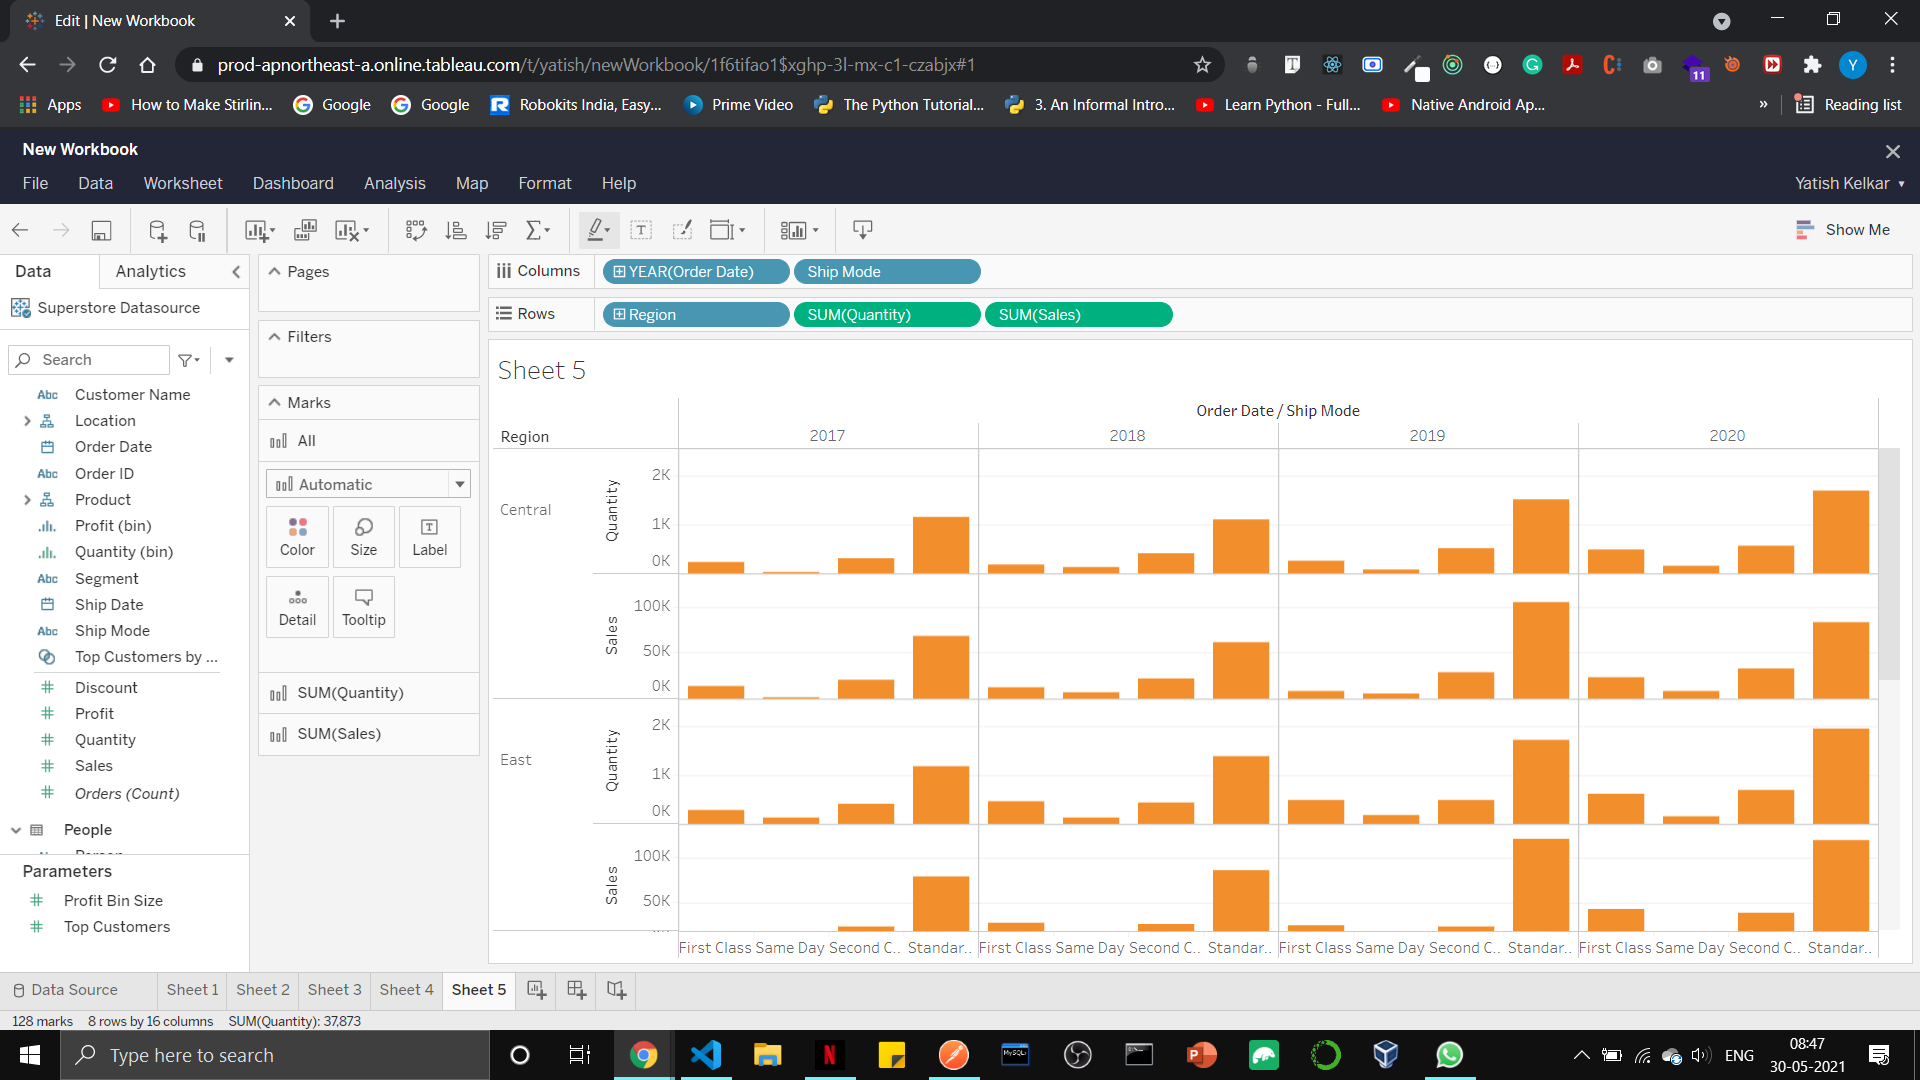 Edit | New Workbook
prod-apnortheast-a.online.tableau.com/t/yatish/newWorkbook/1f6tifao1$xghp-3l-mx-c1-czabjx#1
11
Y
Apps How to Make Stirlin... Google Google Robokits India, Easy... Prime Video The Python Tutorial... 3. An Informal Intro... Learn Python - Full... Native Android Ap... » Reading list
New Workbook
File Data Worksheet Dashboard Analysis Map Format Help
Yatish Kelkar
Show Me
Data Analytics
Superstore Datasource
Search
Abc Customer Name
Location
Order Date
Abc Order ID
Product
Profit (bin)
Quantity (bin)
Abc Segment
Ship Date
Abc Ship Mode
Top Customers by ...
Discount
Profit
Quantity
Sales
Orders (Count)
People
Parameters
Profit Bin Size
Top Customers
Pages
Filters
Marks
All
Automatic
Color Size Label
Detail Tooltip
SUM(Quantity)
SUM(Sales)
Columns YEAR(Order Date) Ship Mode
Rows Region SUM(Quantity) SUM(Sales)
Sheet 5
Order Date / Ship Mode
Region 2017 2018 2019 2020
Central
Quantity
2K
1K
0K
Sales
100K
50K
0K
East
Quantity
2K
1K
0K
Sales
100K
50K
First Class Same Day Second C.. Standar.. First Class Same Day Second C.. Standar.. First Class Same Day Second C.. Standar.. First Class Same Day Second C.. Standar..
Data Source Sheet 1 Sheet 2 Sheet 3 Sheet 4 Sheet 5
128 marks 8 rows by 16 columns SUM(Quantity): 37,873
Type here to search
ENG
08:47
30-05-2021